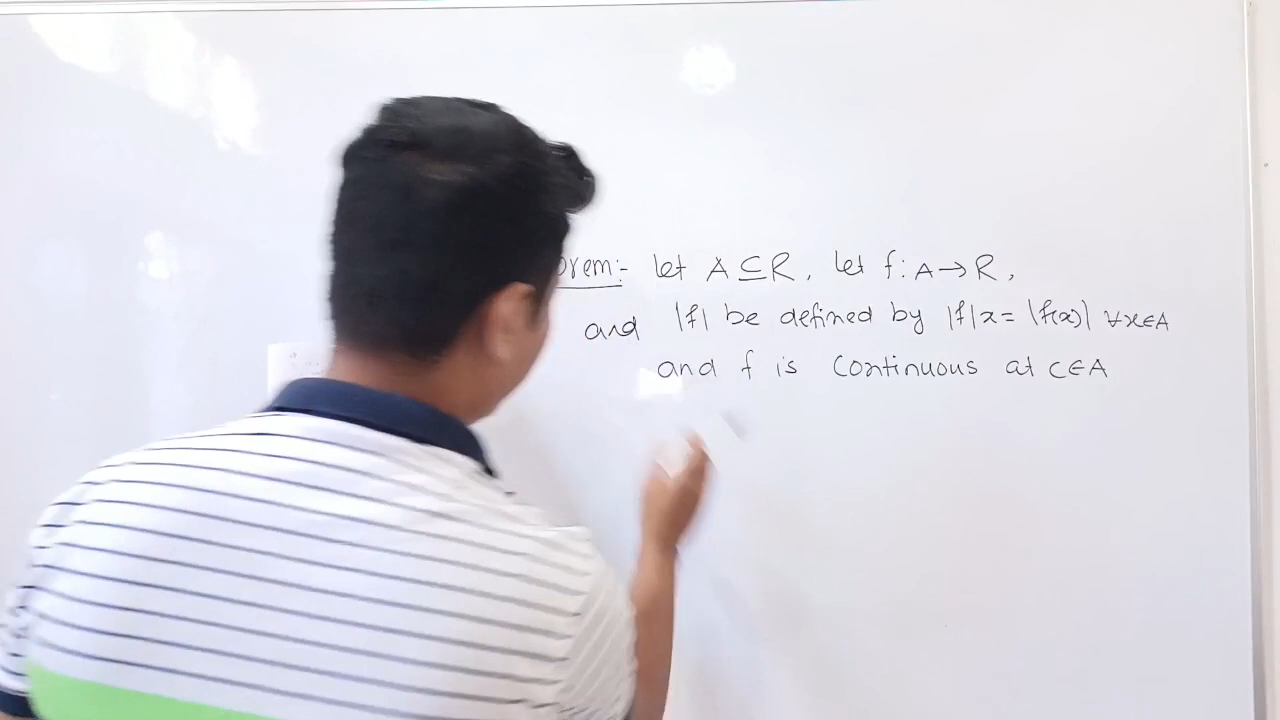 orem:- let A ⊆ R, let f: A → R,
and |f| be defined by |f|x = |f(x)| ∀x∈A
and f is continuous at c∈A